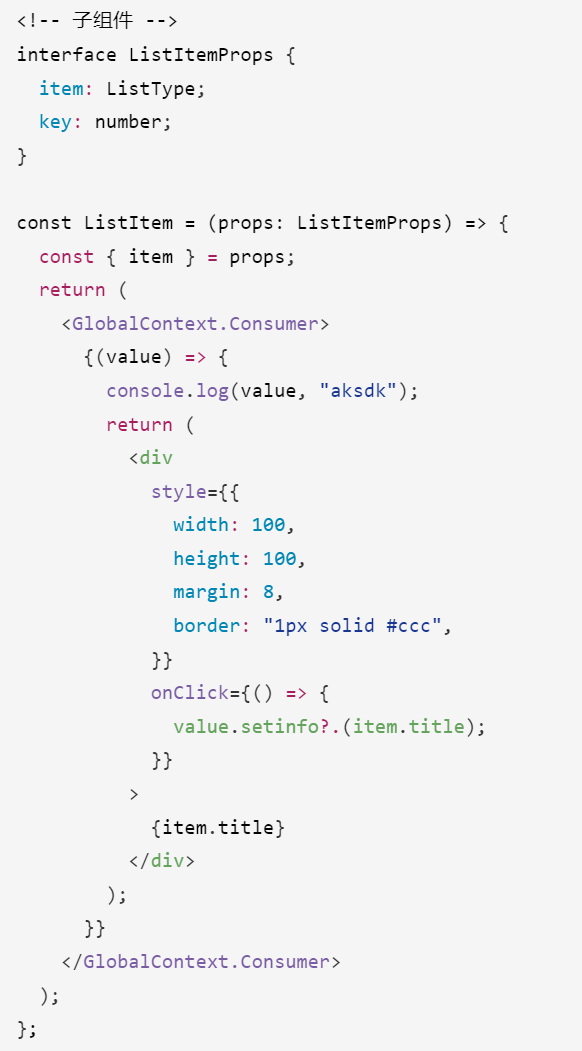 <!-- 子组件 -->
interface ListItemProps {
  item: ListType;
  key: number;
}

const ListItem = (props: ListItemProps) => {
  const { item } = props;
  return (
    <GlobalContext.Consumer>
      {(value) => {
        console.log(value, "aksdk");
        return (
          <div
            style={{
              width: 100,
              height: 100,
              margin: 8,
              border: "1px solid #ccc",
            }}
            onClick={() => {
              value.setinfo?.(item.title);
            }}
          >
            {item.title}
          </div>
        );
      }}
    </GlobalContext.Consumer>
  );
};